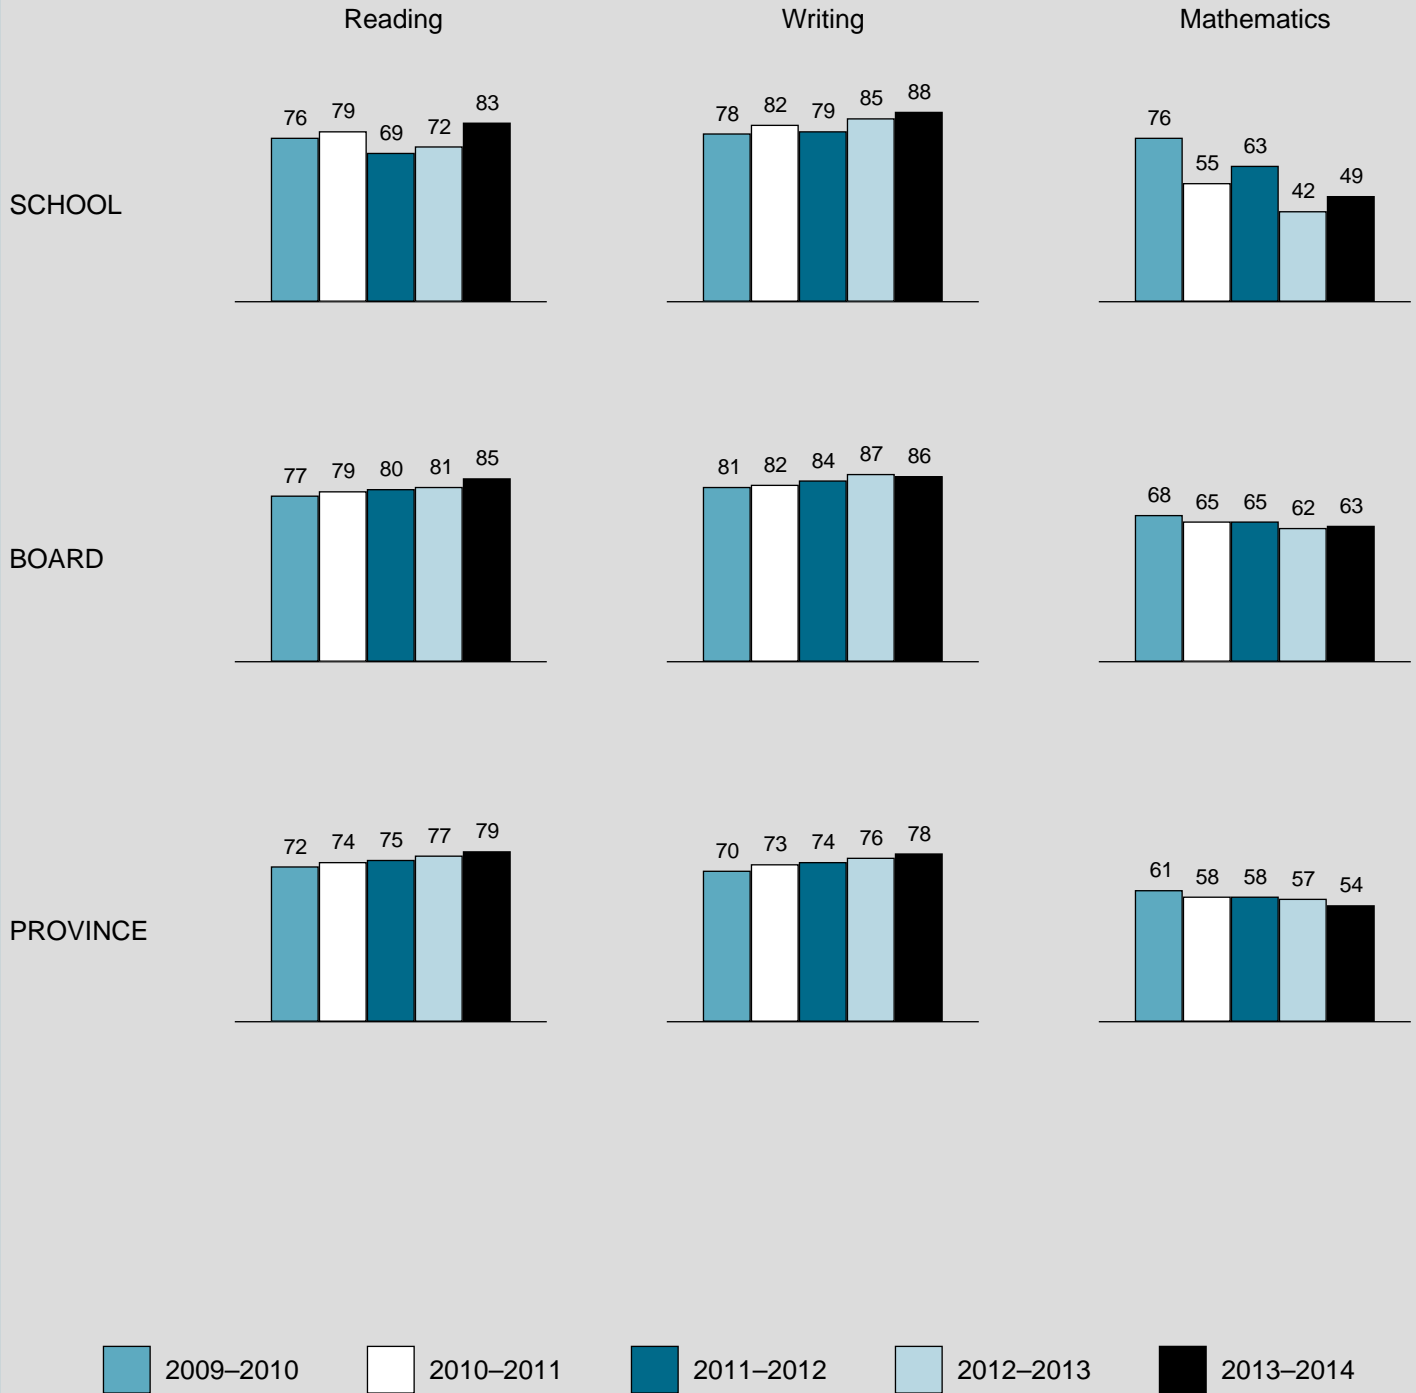 Reading Writing Mathematics
SCHOOL
76 79 69 72 83
78 82 79 85 88
76 55 63 42 49
BOARD
77 79 80 81 85
81 82 84 87 86
68 65 65 62 63
PROVINCE
72 74 75 77 79
70 73 74 76 78
61 58 58 57 54
2009–2010 2010–2011 2011–2012 2012–2013 2013–2014